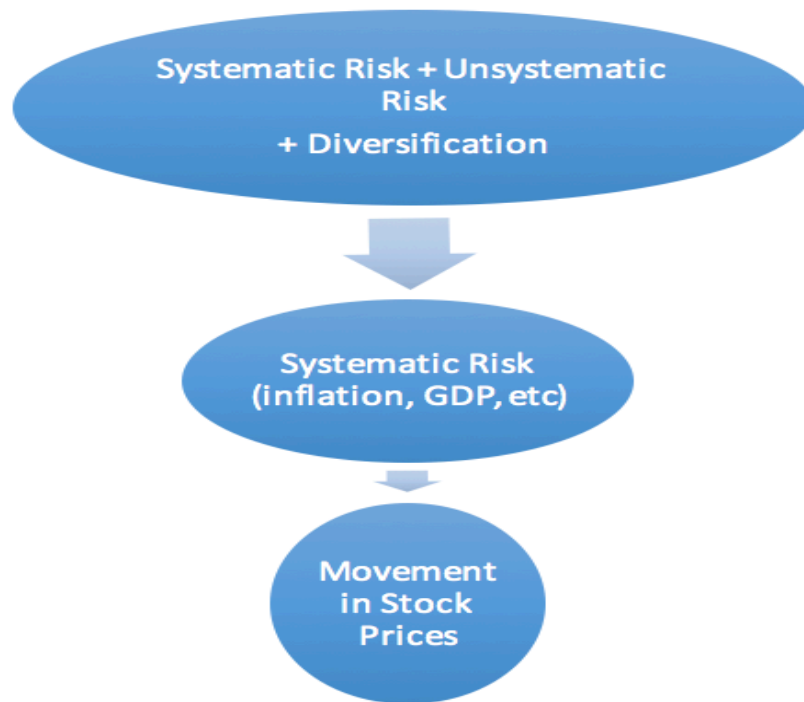 Systematic Risk + Unsystematic
Risk
+ Diversification
Systematic Risk
(inflation, GDP, etc)
Movement
in Stock
Prices